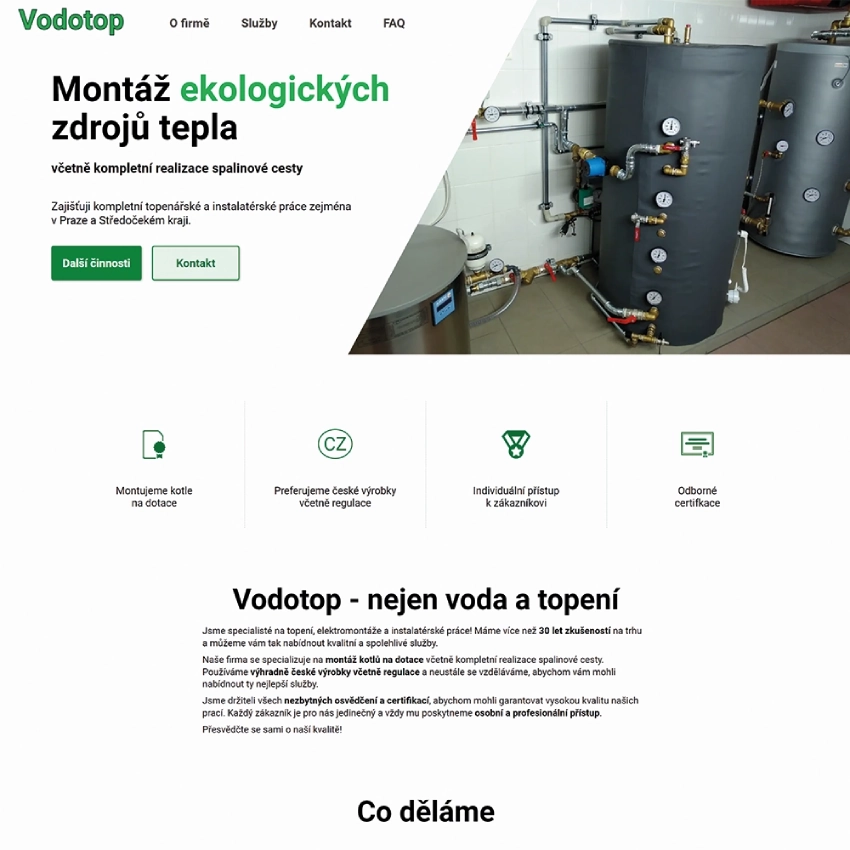 Vodotop
O firmě
Služby
Kontakt
FAQ
Montáž ekologických
zdrojů tepla
včetně kompletní realizace spalinové cesty
Zajišťuji kompletní topenářské a instalatérské práce zejména
v Praze a Středočekém kraji.
Další činnosti
Kontakt
CZ
Montujeme kotle
na dotace
Preferujeme české výrobky
včetně regulace
Individuální přístup
k zákazníkovi
Odborné
certifkace
Vodotop - nejen voda a topení
Jsme specialisté na topení, elektromontáže a instalatérské práce! Máme více než 30 let zkušeností na trhu
a můžeme vám tak nabídnout kvalitní a spolehlivé služby.
Naše firma se specializuje na montáž kotlů na dotace včetně kompletní realizace spalinové cesty.
Používáme výhradně české výrobky včetně regulace a neustále se vzděláváme, abychom vám mohli
nabídnout ty nejlepší služby.
Jsme držiteli všech nezbytných osvědčení a certifikací, abychom mohli garantovat vysokou kvalitu našich
prací. Každý zákazník je pro nás jedinečný a vždy mu poskytneme osobní a profesionální přístup.
Přesvědčte se sami o naší kvalitě!
Co děláme